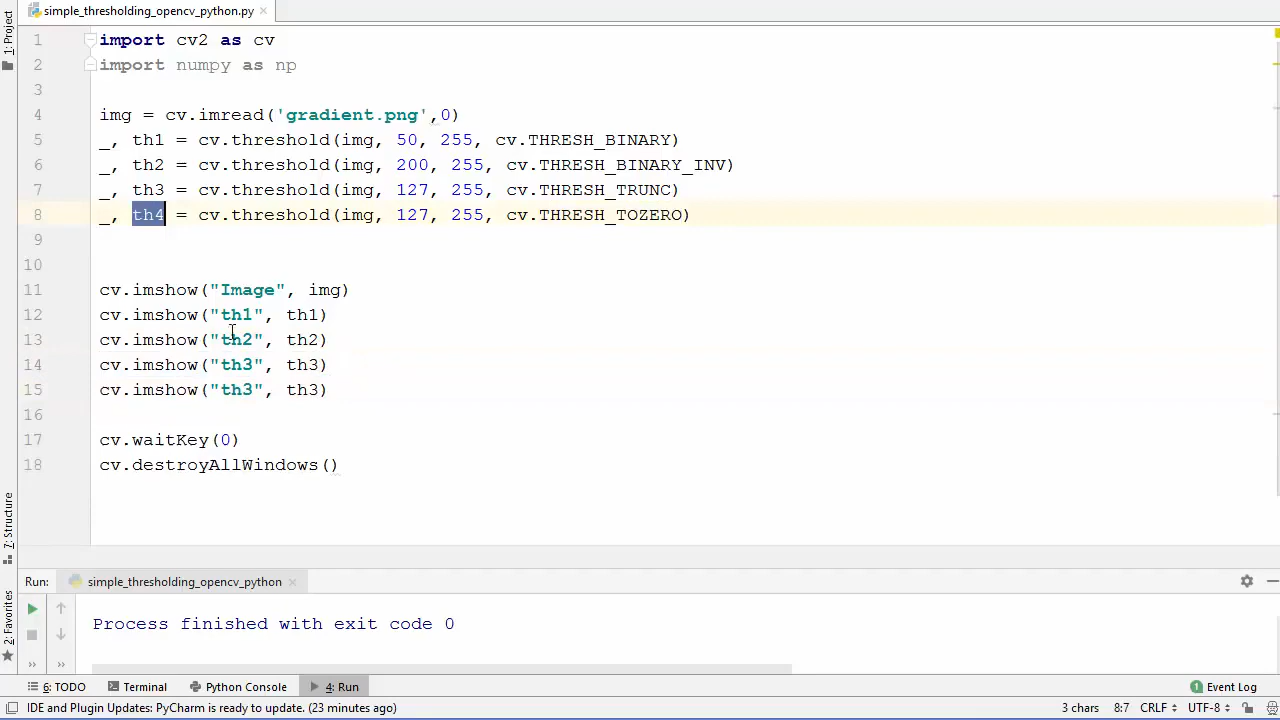 simple_thresholding_opencv_python.py
1: Project
1 import cv2 as cv
2 import numpy as np
3
4 img = cv.imread('gradient.png',0)
5 _, th1 = cv.threshold(img, 50, 255, cv.THRESH_BINARY)
6 _, th2 = cv.threshold(img, 200, 255, cv.THRESH_BINARY_INV)
7 _, th3 = cv.threshold(img, 127, 255, cv.THRESH_TRUNC)
8 _, th4 = cv.threshold(img, 127, 255, cv.THRESH_TOZERO)
9
10
11 cv.imshow("Image", img)
12 cv.imshow("th1", th1)
13 cv.imshow("th2", th2)
14 cv.imshow("th3", th3)
15 cv.imshow("th3", th3)
16
17 cv.waitKey(0)
18 cv.destroyAllWindows()
7: Structure
2: Favorites
Run: simple_thresholding_opencv_python
Process finished with exit code 0
6: TODO Terminal Python Console 4: Run 1 Event Log
IDE and Plugin Updates: PyCharm is ready to update. (23 minutes ago) 3 chars 8:7 CRLF UTF-8